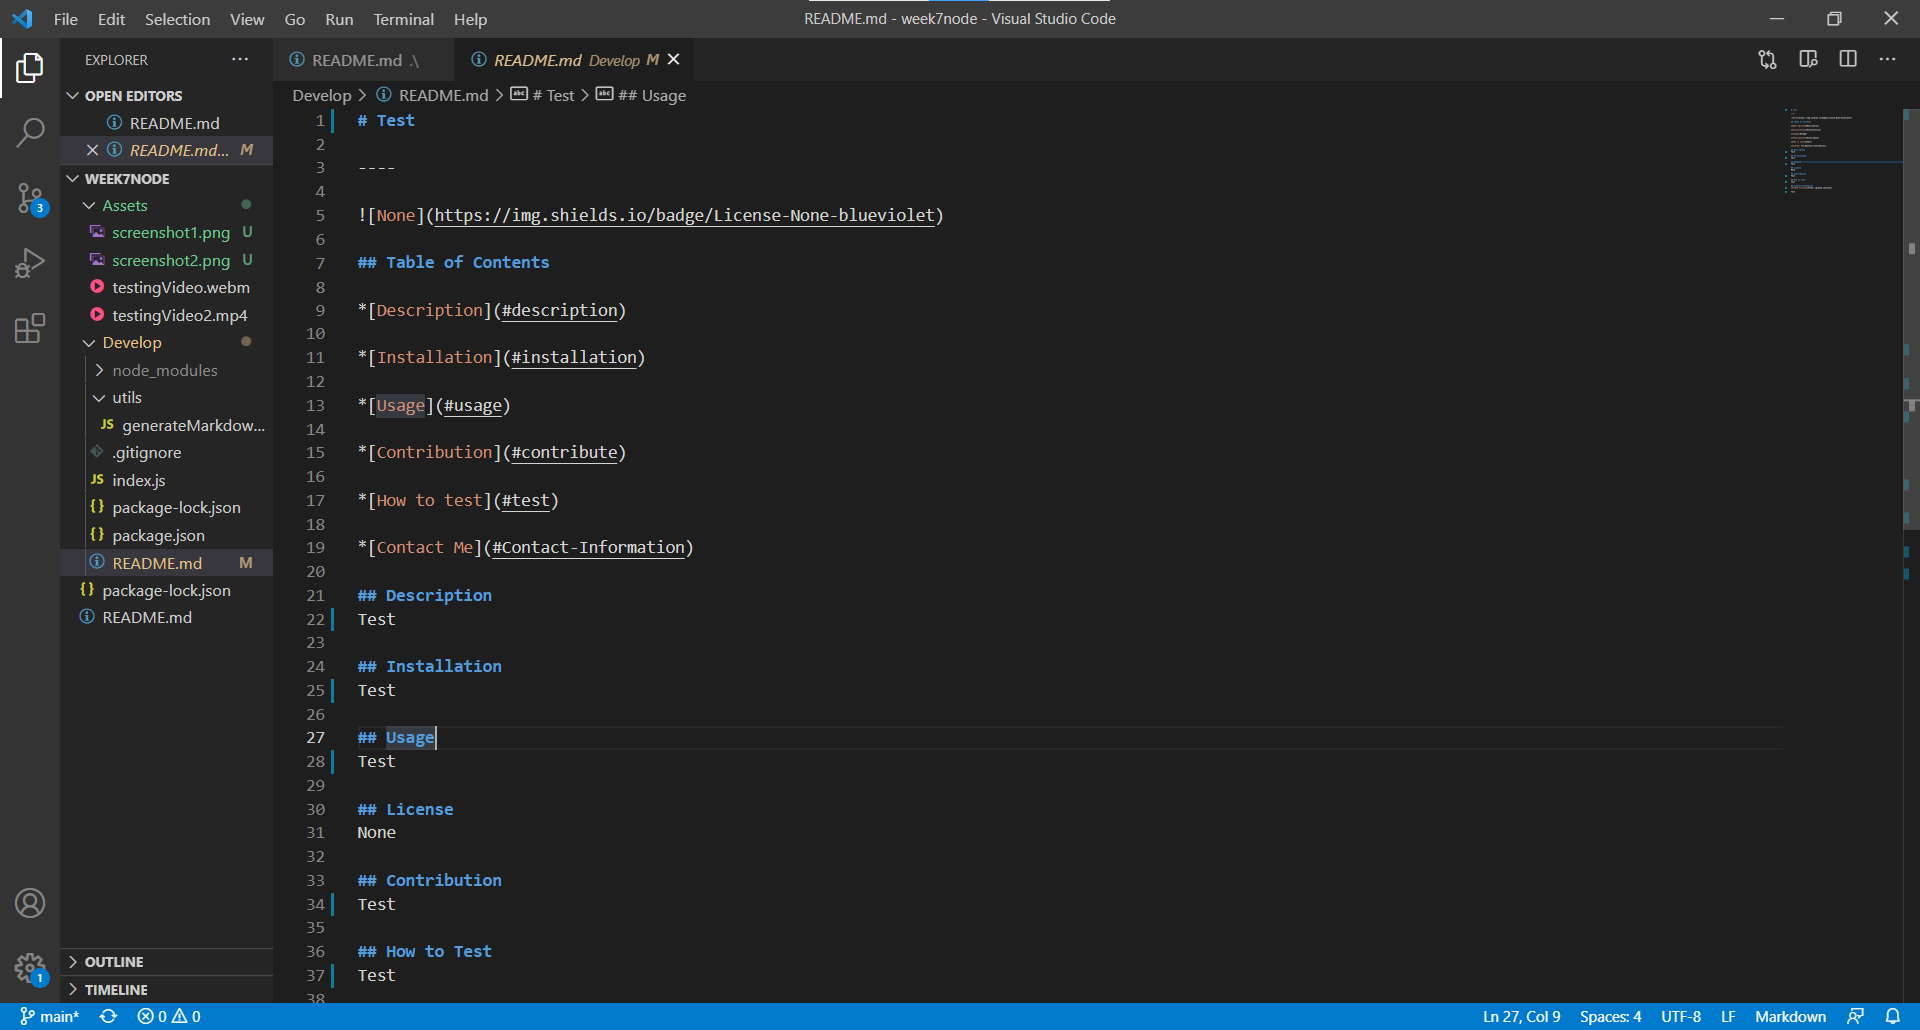 File Edit Selection View Go Run Terminal Help
README.md - week7node - Visual Studio Code
EXPLORER
README.md .\
README.md Develop M
OPEN EDITORS
README.md
README.md... M
Develop > README.md > # Test > ## Usage
WEEK7NODE
Assets
screenshot1.png U
screenshot2.png U
testingVideo.webm
testingVideo2.mp4
Develop
node_modules
utils
JS generateMarkdow...
.gitignore
JS index.js
{} package-lock.json
{} package.json
README.md M
{} package-lock.json
README.md
OUTLINE
TIMELINE
3
1
1 # Test
2
3 ----
4
5 ![None](https://img.shields.io/badge/License-None-blueviolet)
6
7 ## Table of Contents
8
9 *[Description](#description)
10
11 *[Installation](#installation)
12
13 *[Usage](#usage)
14
15 *[Contribution](#contribute)
16
17 *[How to test](#test)
18
19 *[Contact Me](#Contact-Information)
20
21 ## Description
22 Test
23
24 ## Installation
25 Test
26
27 ## Usage
28 Test
29
30 ## License
31 None
32
33 ## Contribution
34 Test
35
36 ## How to Test
37 Test
38
main* 0 0 Ln 27, Col 9 Spaces: 4 UTF-8 LF Markdown